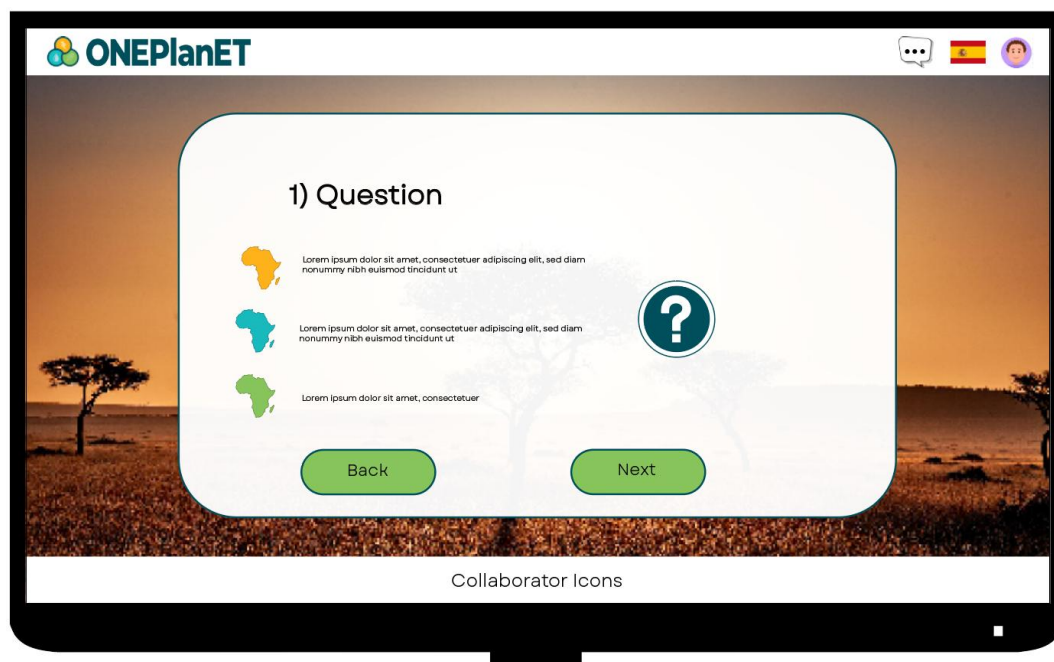 ONEPlanET
1) Question
Lorem ipsum dolor sit amet, consectetuer adipiscing elit, sed diam
nonummy nibh euismod tincidunt ut
?
Lorem ipsum dolor sit amet, consectetuer adipiscing elit, sed diam
nonummy nibh euismod tincidunt ut
Lorem ipsum dolor sit amet, consectetuer
Back
Next
Collaborator Icons